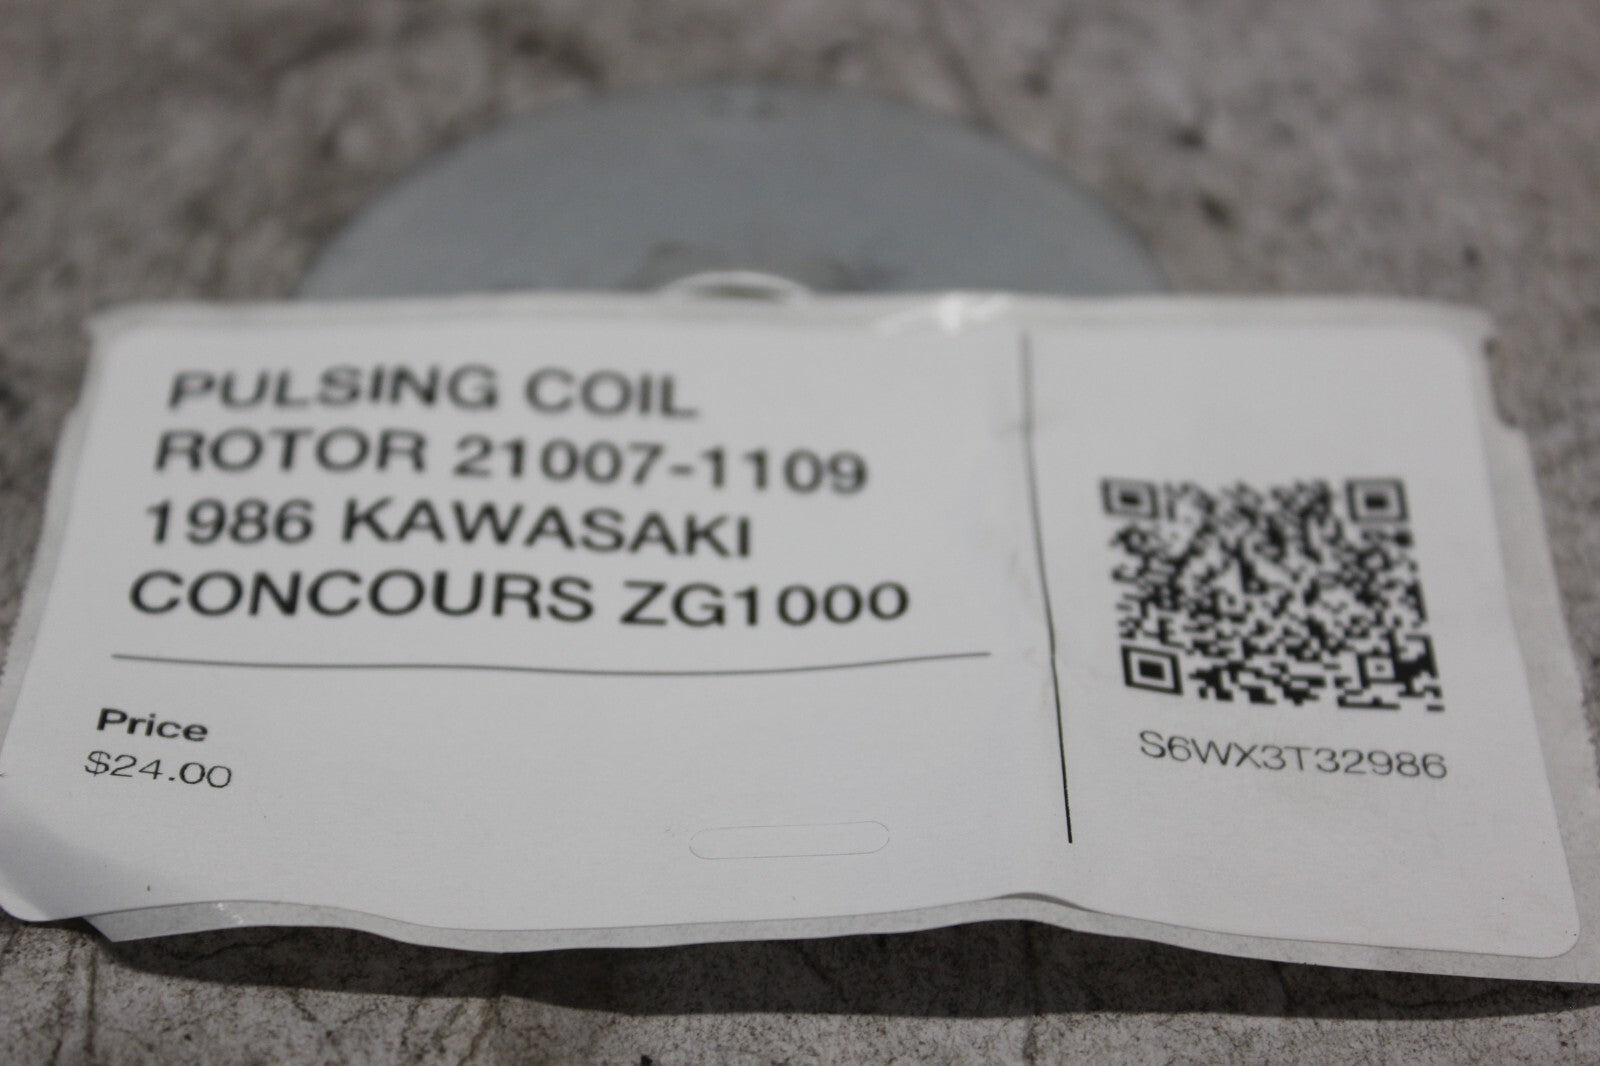 PULSING COIL
ROTOR 21007-1109
1986 KAWASAKI
CONCOURS ZG1000
Price
$24.00
S6WX3T32986